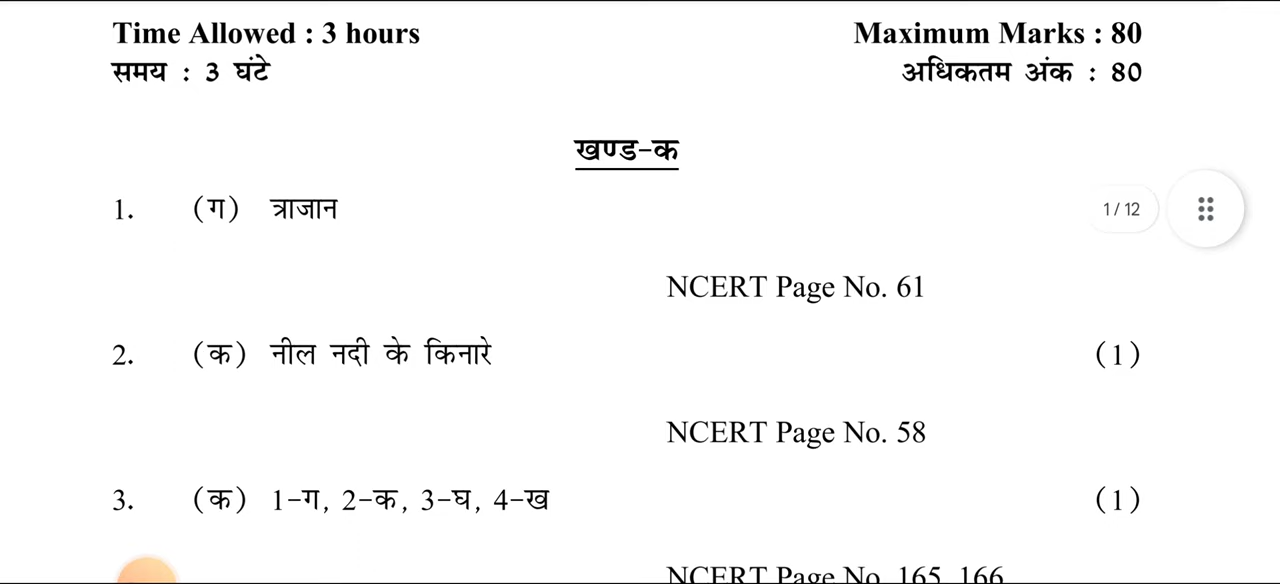 Time Allowed : 3 hours Maximum Marks : 80
समय : 3 घंटे अधिकतम अंक : 80
खण्ड-क
1. (ग) त्राजान 1 / 12
NCERT Page No. 61
2. (क) नील नदी के किनारे (1)
NCERT Page No. 58
3. (क) 1-ग, 2-क, 3-घ, 4-ख (1)
NCERT Page No. 165, 166